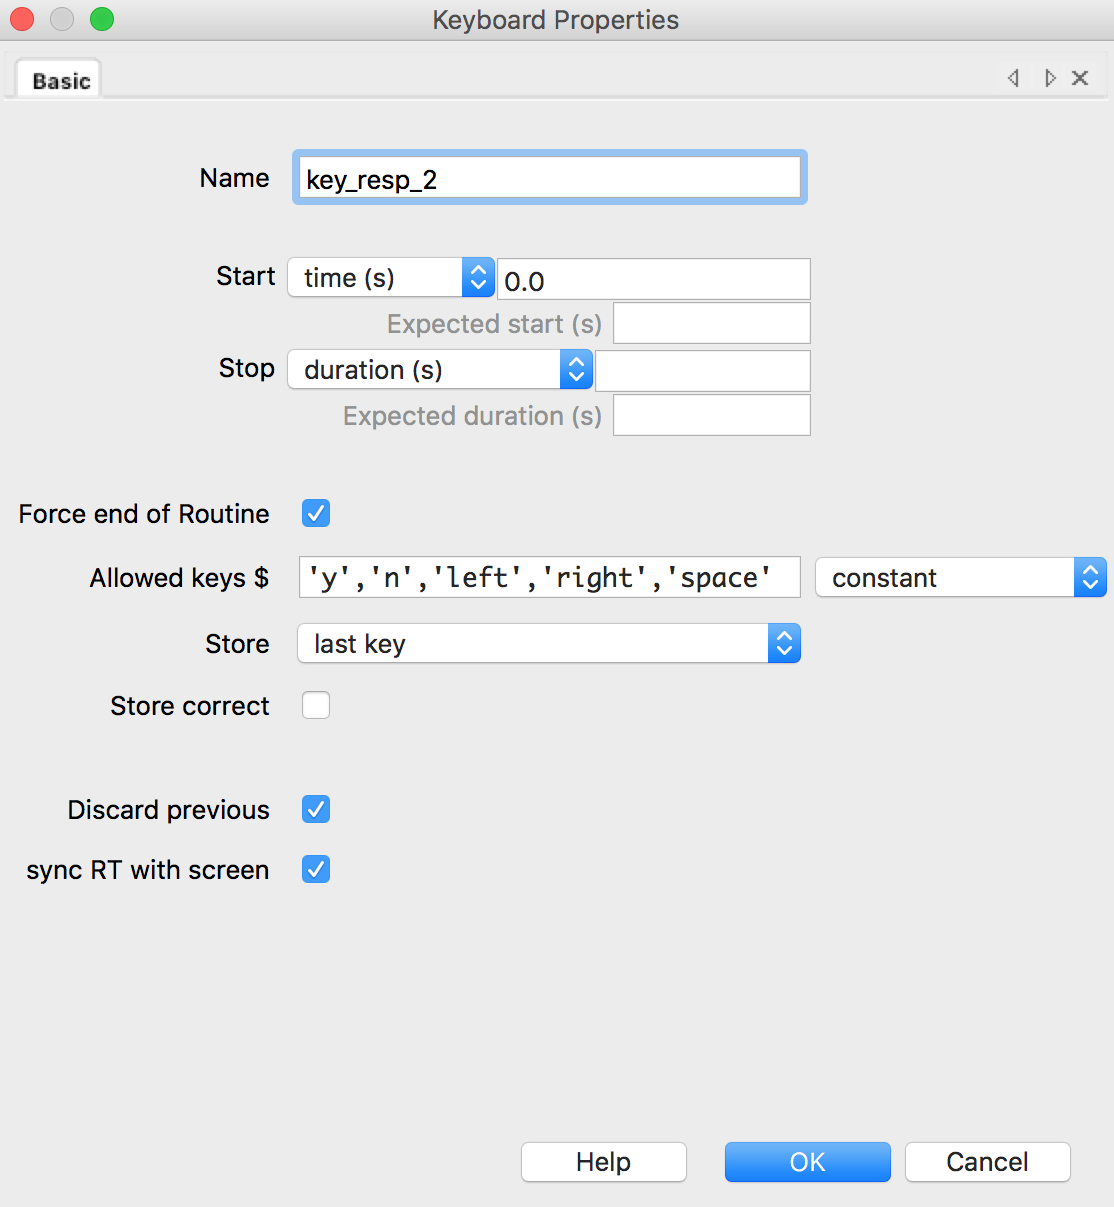 Keyboard Properties
Basic
Name key_resp_2
Start time (s) 0.0
Expected start (s)
Stop duration (s)
Expected duration (s)
Force end of Routine
Allowed keys $ 'y','n','left','right','space' constant
Store last key
Store correct
Discard previous
sync RT with screen
Help OK Cancel